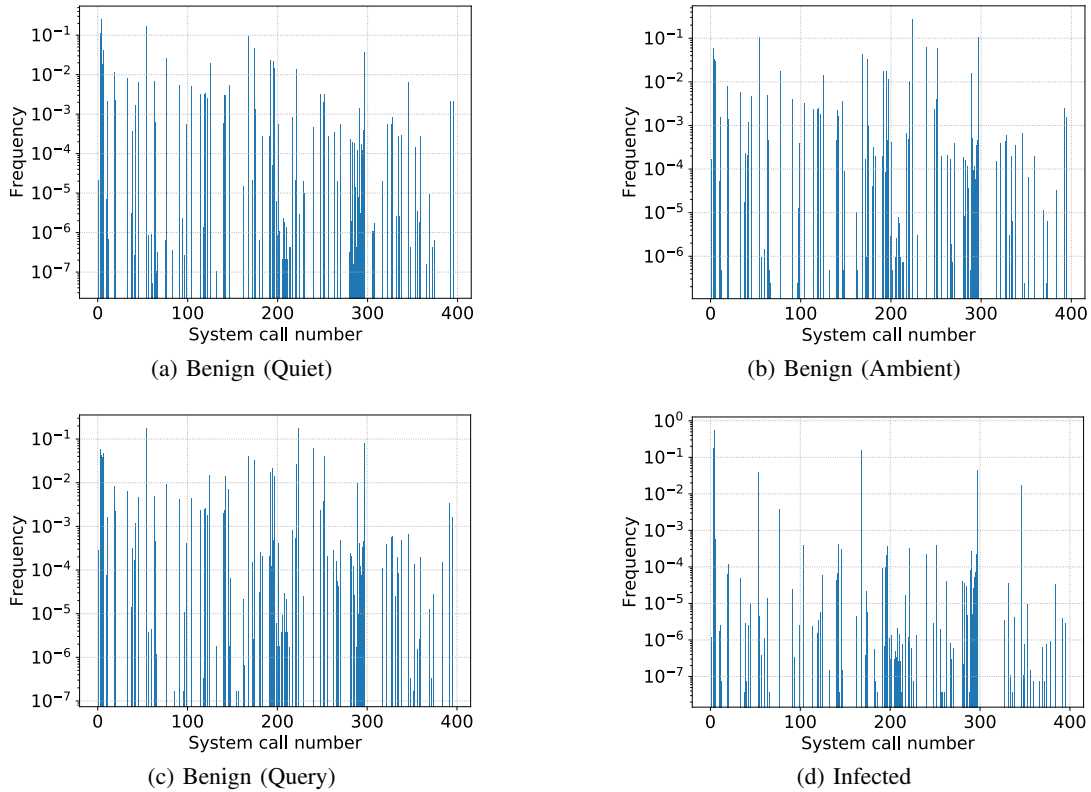 10⁻¹
10⁻²
10⁻³
10⁻⁴
10⁻⁵
10⁻⁶
10⁻⁷
Frequency
0 100 200 300 400
System call number
(a) Benign (Quiet)
10⁻¹
10⁻²
10⁻³
10⁻⁴
10⁻⁵
10⁻⁶
Frequency
0 100 200 300 400
System call number
(b) Benign (Ambient)
10⁻¹
10⁻²
10⁻³
10⁻⁴
10⁻⁵
10⁻⁶
10⁻⁷
Frequency
0 100 200 300 400
System call number
(c) Benign (Query)
10⁰
10⁻¹
10⁻²
10⁻³
10⁻⁴
10⁻⁵
10⁻⁶
10⁻⁷
Frequency
0 100 200 300 400
System call number
(d) Infected